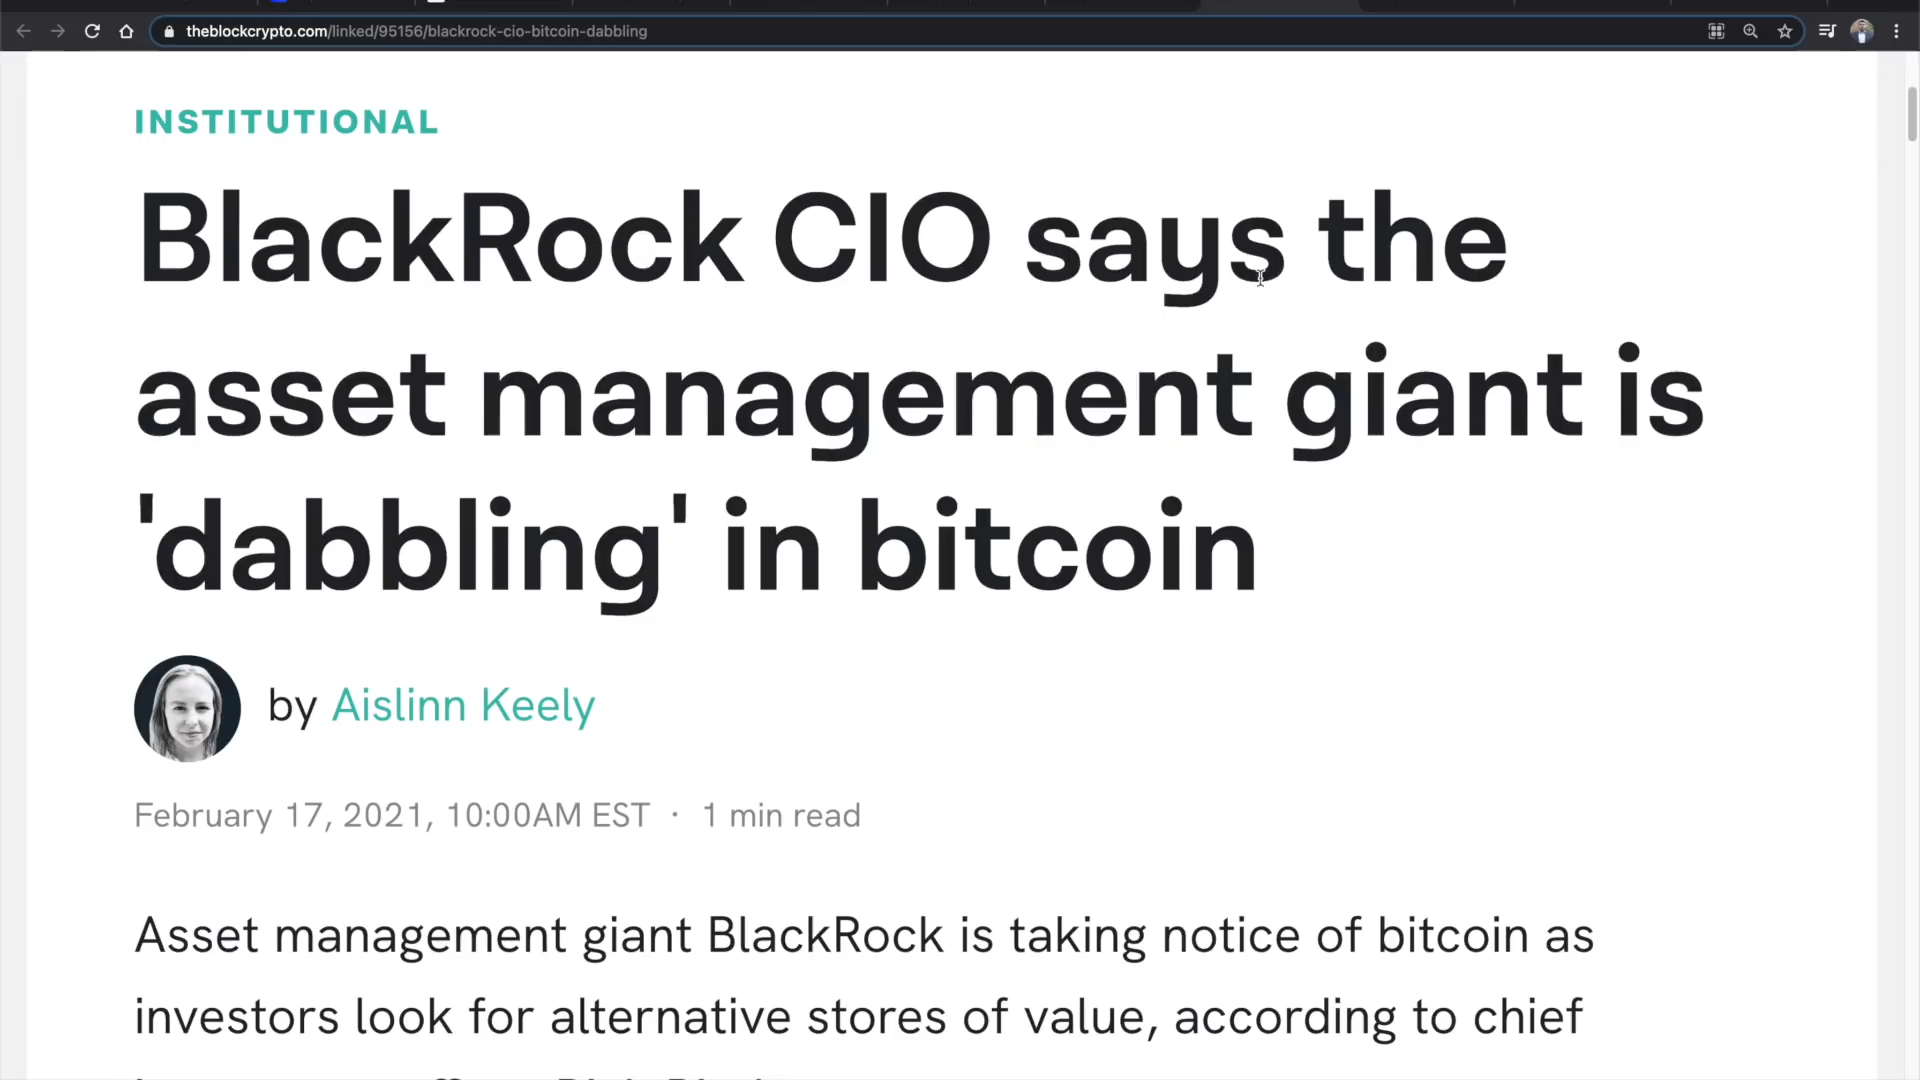 theblockcrypto.com/linked/95156/blackrock-cio-bitcoin-dabbling
INSTITUTIONAL
BlackRock CIO says the
asset management giant is
'dabbling' in bitcoin
by Aislinn Keely
February 17, 2021, 10:00AM EST · 1 min read
Asset management giant BlackRock is taking notice of bitcoin as
investors look for alternative stores of value, according to chief